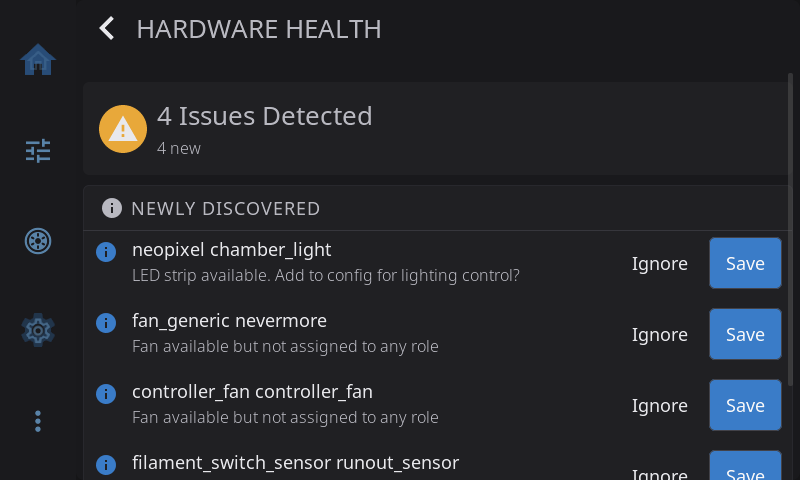 HARDWARE HEALTH
4 Issues Detected
4 new
NEWLY DISCOVERED
neopixel chamber_light
LED strip available. Add to config for lighting control?
Ignore
Save
fan_generic nevermore
Fan available but not assigned to any role
Ignore
Save
controller_fan controller_fan
Fan available but not assigned to any role
Ignore
Save
filament_switch_sensor runout_sensor
Ignore
Save